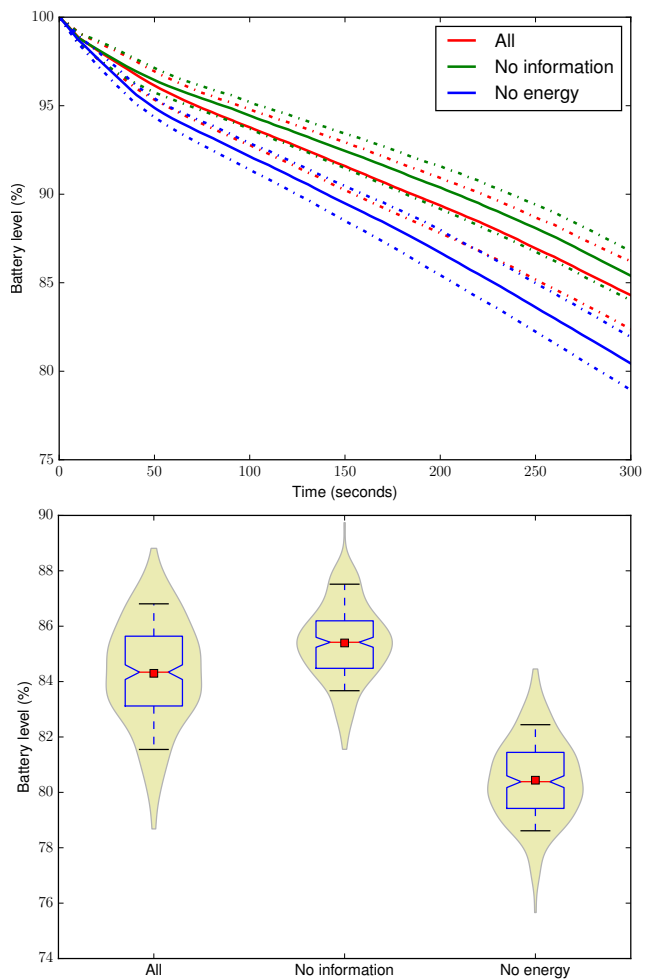 100
95
90
85
80
75
Battery level (%)
All
No information
No energy
0 50 100 150 200 250 300
Time (seconds)
90
88
86
84
82
80
78
76
74
Battery level (%)
All No information No energy